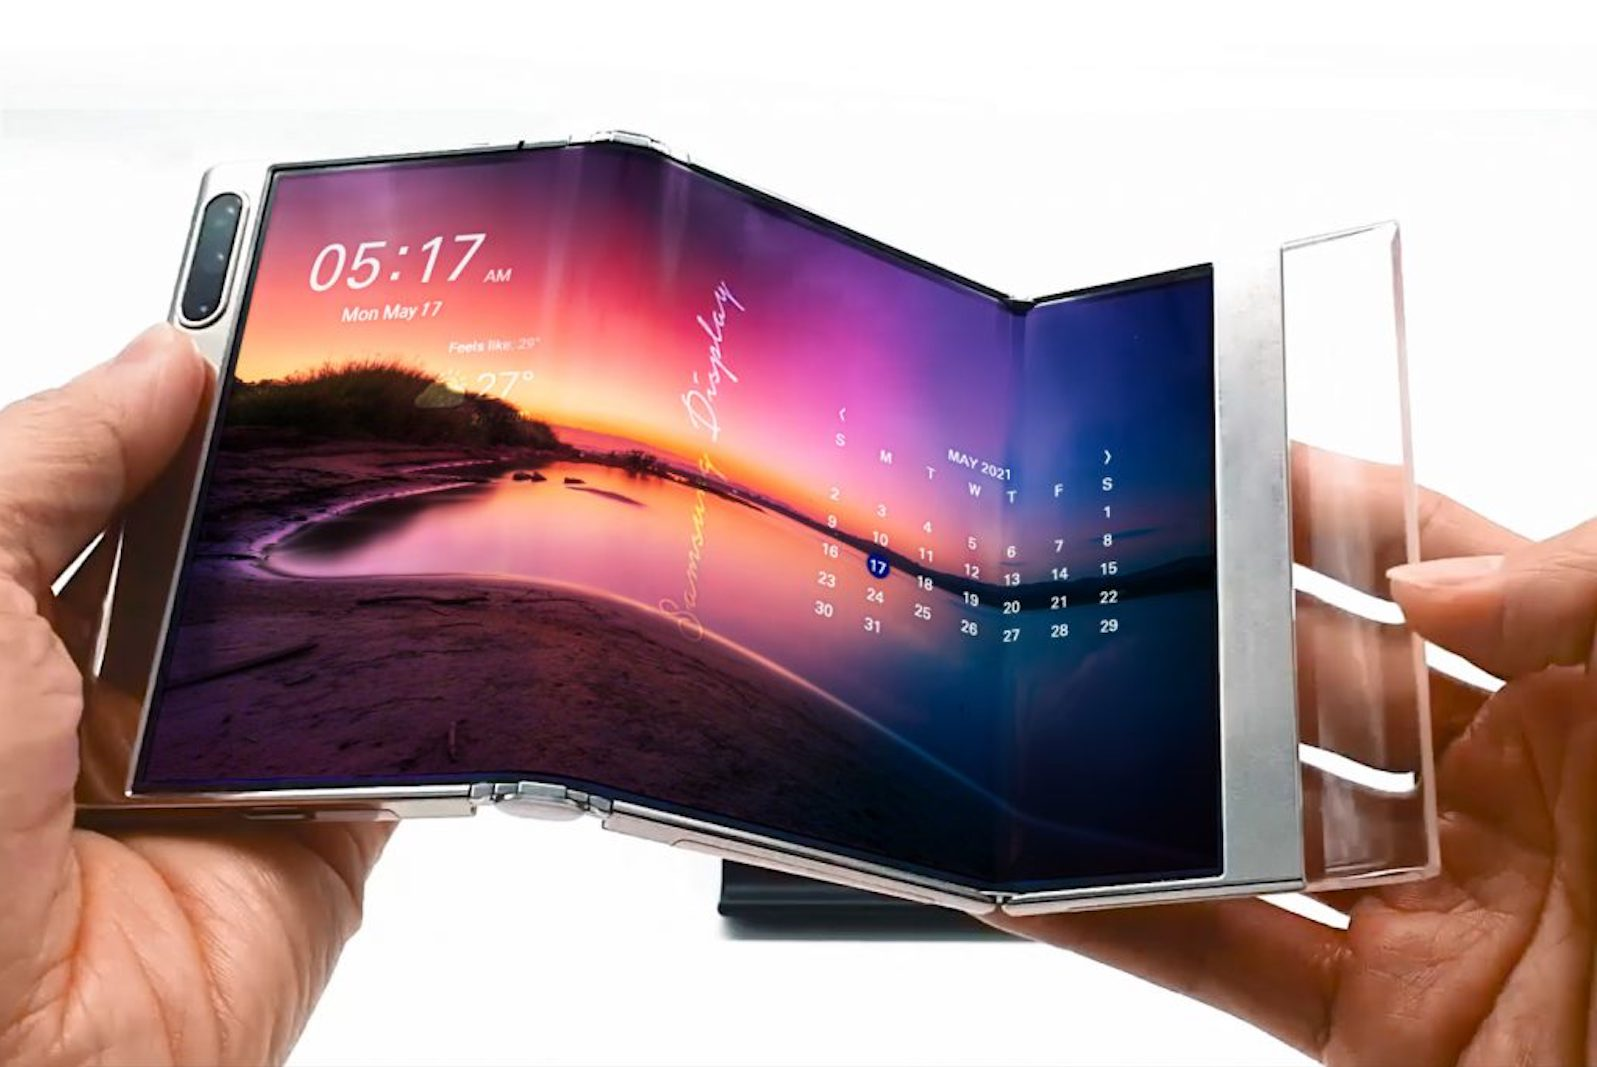 05:17 AM
Mon May 17
Feels like: 29°
27°
Samsung Display
< MAY 2021 >
S M T W T F S
1
2 3 4 5 6 7 8
9 10 11 12 13 14 15
16 17 18 19 20 21 22
23 24 25 26 27 28 29
30 31